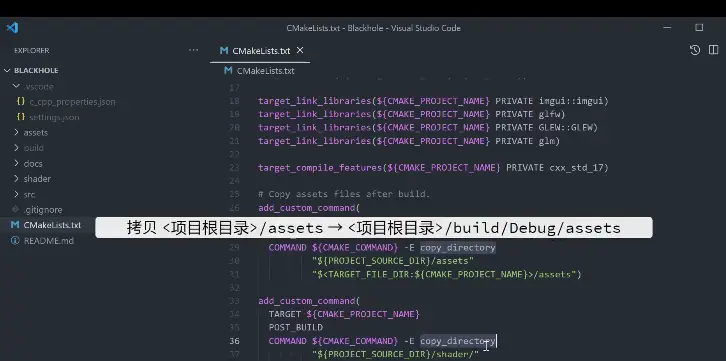 CMakeLists.txt - Blackhole - Visual Studio Code
EXPLORER
···
CMakeLists.txt
BLACKHOLE
.vscode
c_cpp_properties.json
settings.json
assets
build
docs
shader
src
.gitignore
CMakeLists.txt
README.md
CMakeLists.txt
17
18 target_link_libraries(${CMAKE_PROJECT_NAME} PRIVATE imgui::imgui)
19 target_link_libraries(${CMAKE_PROJECT_NAME} PRIVATE glfw)
20 target_link_libraries(${CMAKE_PROJECT_NAME} PRIVATE GLEW::GLEW)
21 target_link_libraries(${CMAKE_PROJECT_NAME} PRIVATE glm)
22
23 target_compile_features(${CMAKE_PROJECT_NAME} PRIVATE cxx_std_17)
24
25 # Copy assets files after build.
26 add_custom_command(
拷贝 <项目根目录>/assets → <项目根目录>/build/Debug/assets
29 COMMAND ${CMAKE_COMMAND} -E copy_directory
30 "${PROJECT_SOURCE_DIR}/assets"
31 "$<TARGET_FILE_DIR:${CMAKE_PROJECT_NAME}>/assets")
32
33 add_custom_command(
34 TARGET ${CMAKE_PROJECT_NAME}
35 POST_BUILD
36 COMMAND ${CMAKE_COMMAND} -E copy_directory
37 "${PROJECT_SOURCE_DIR}/shader/"